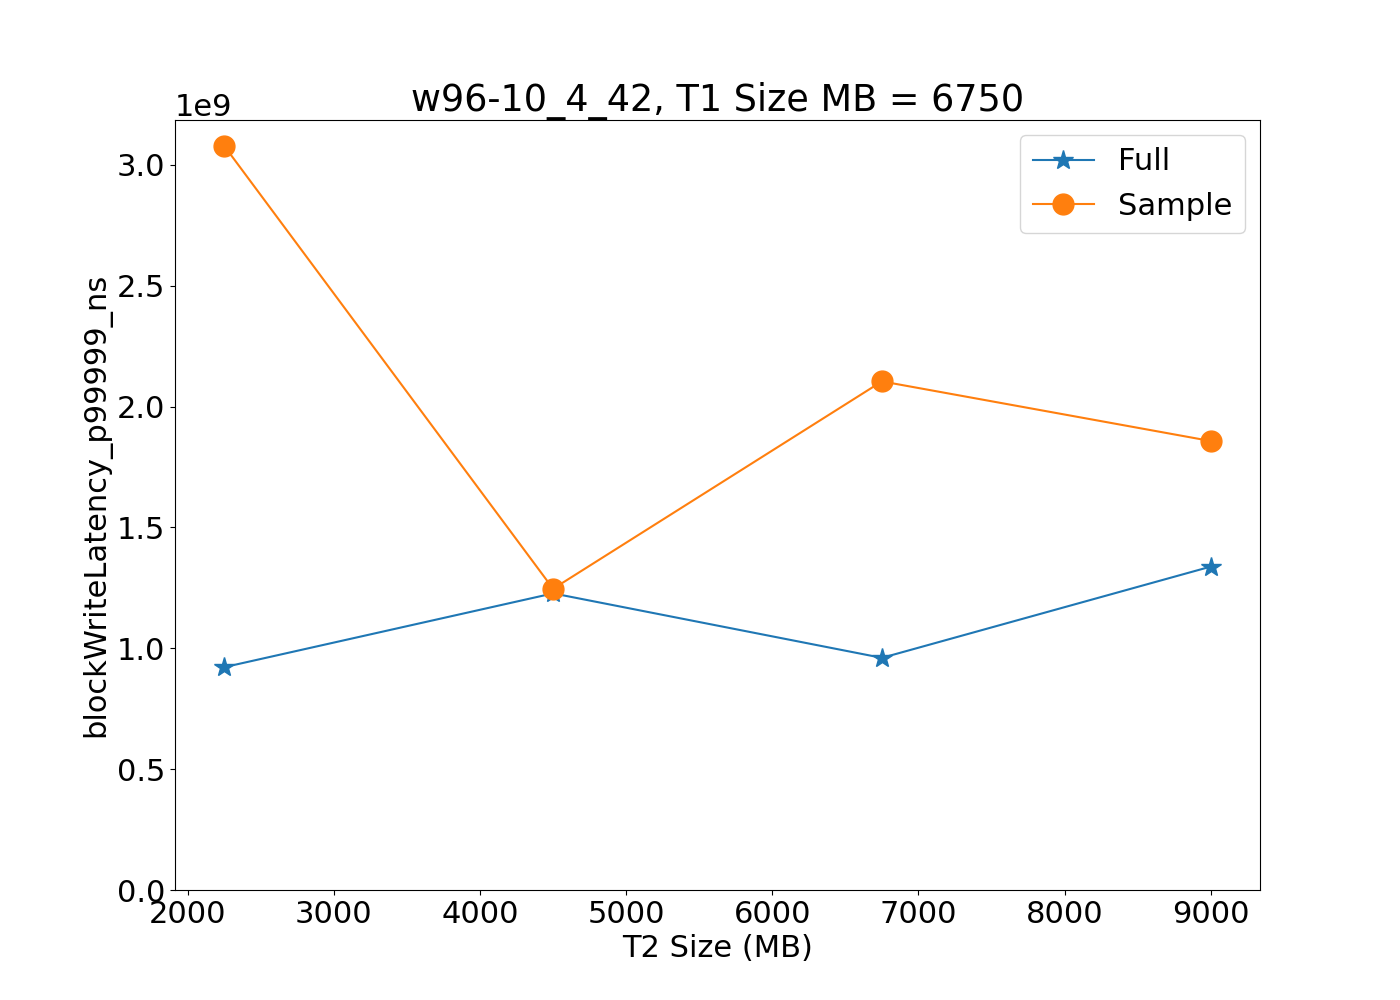 w96-10_4_42, T1 Size MB = 6750
1e9
Full
Sample
3.0
2.5
2.0
1.5
1.0
0.5
0.0
blockWriteLatency_p99999_ns
2000 3000 4000 5000 6000 7000 8000 9000
T2 Size (MB)